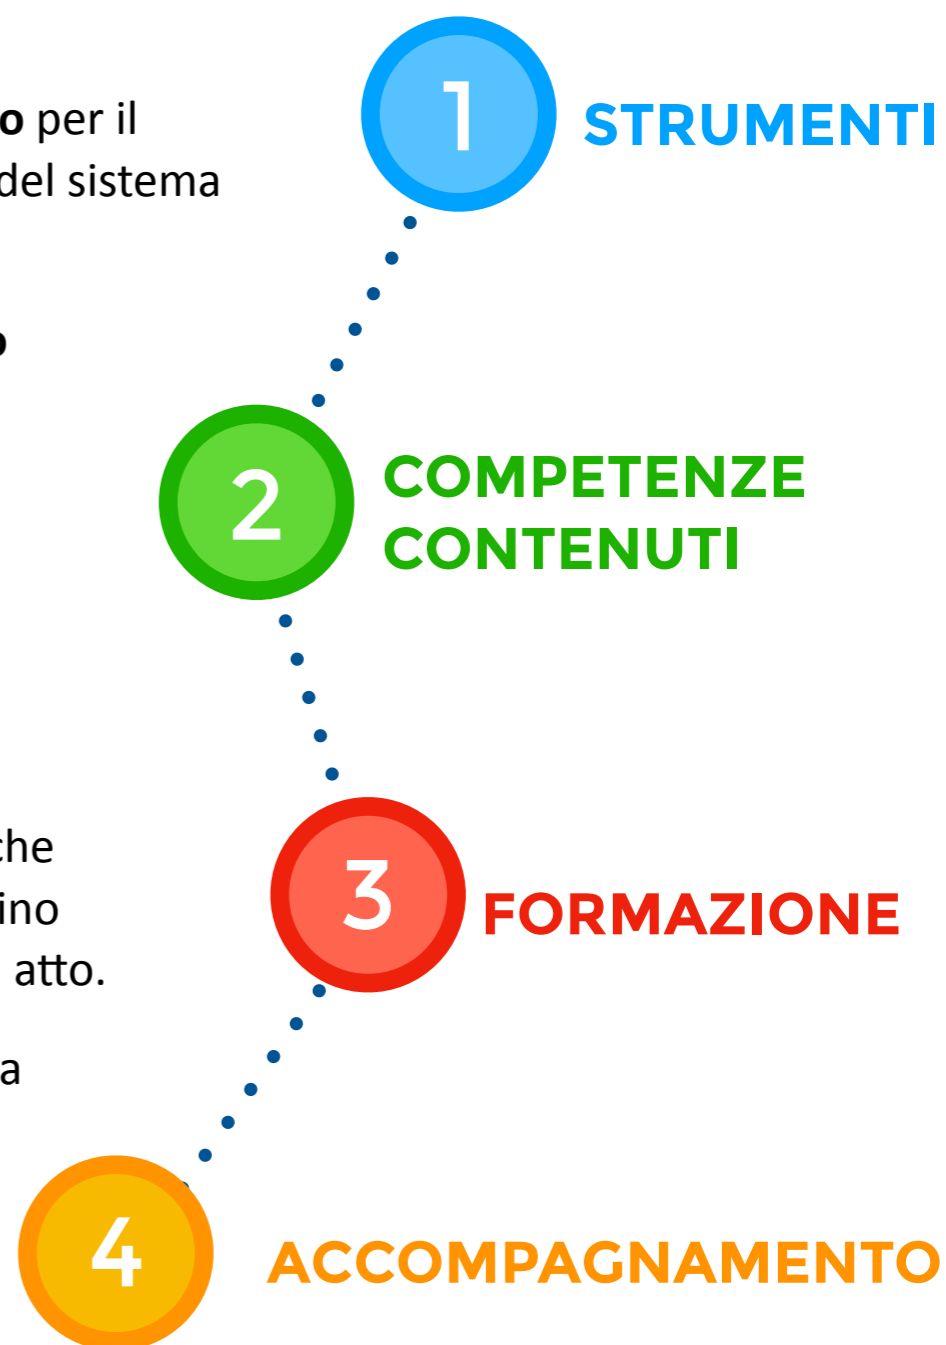 o per il
del sistema
o
che
ino
atto.
a
1
STRUMENTI
2
COMPETENZE
CONTENUTI
3
FORMAZIONE
4
ACCOMPAGNAMENTO